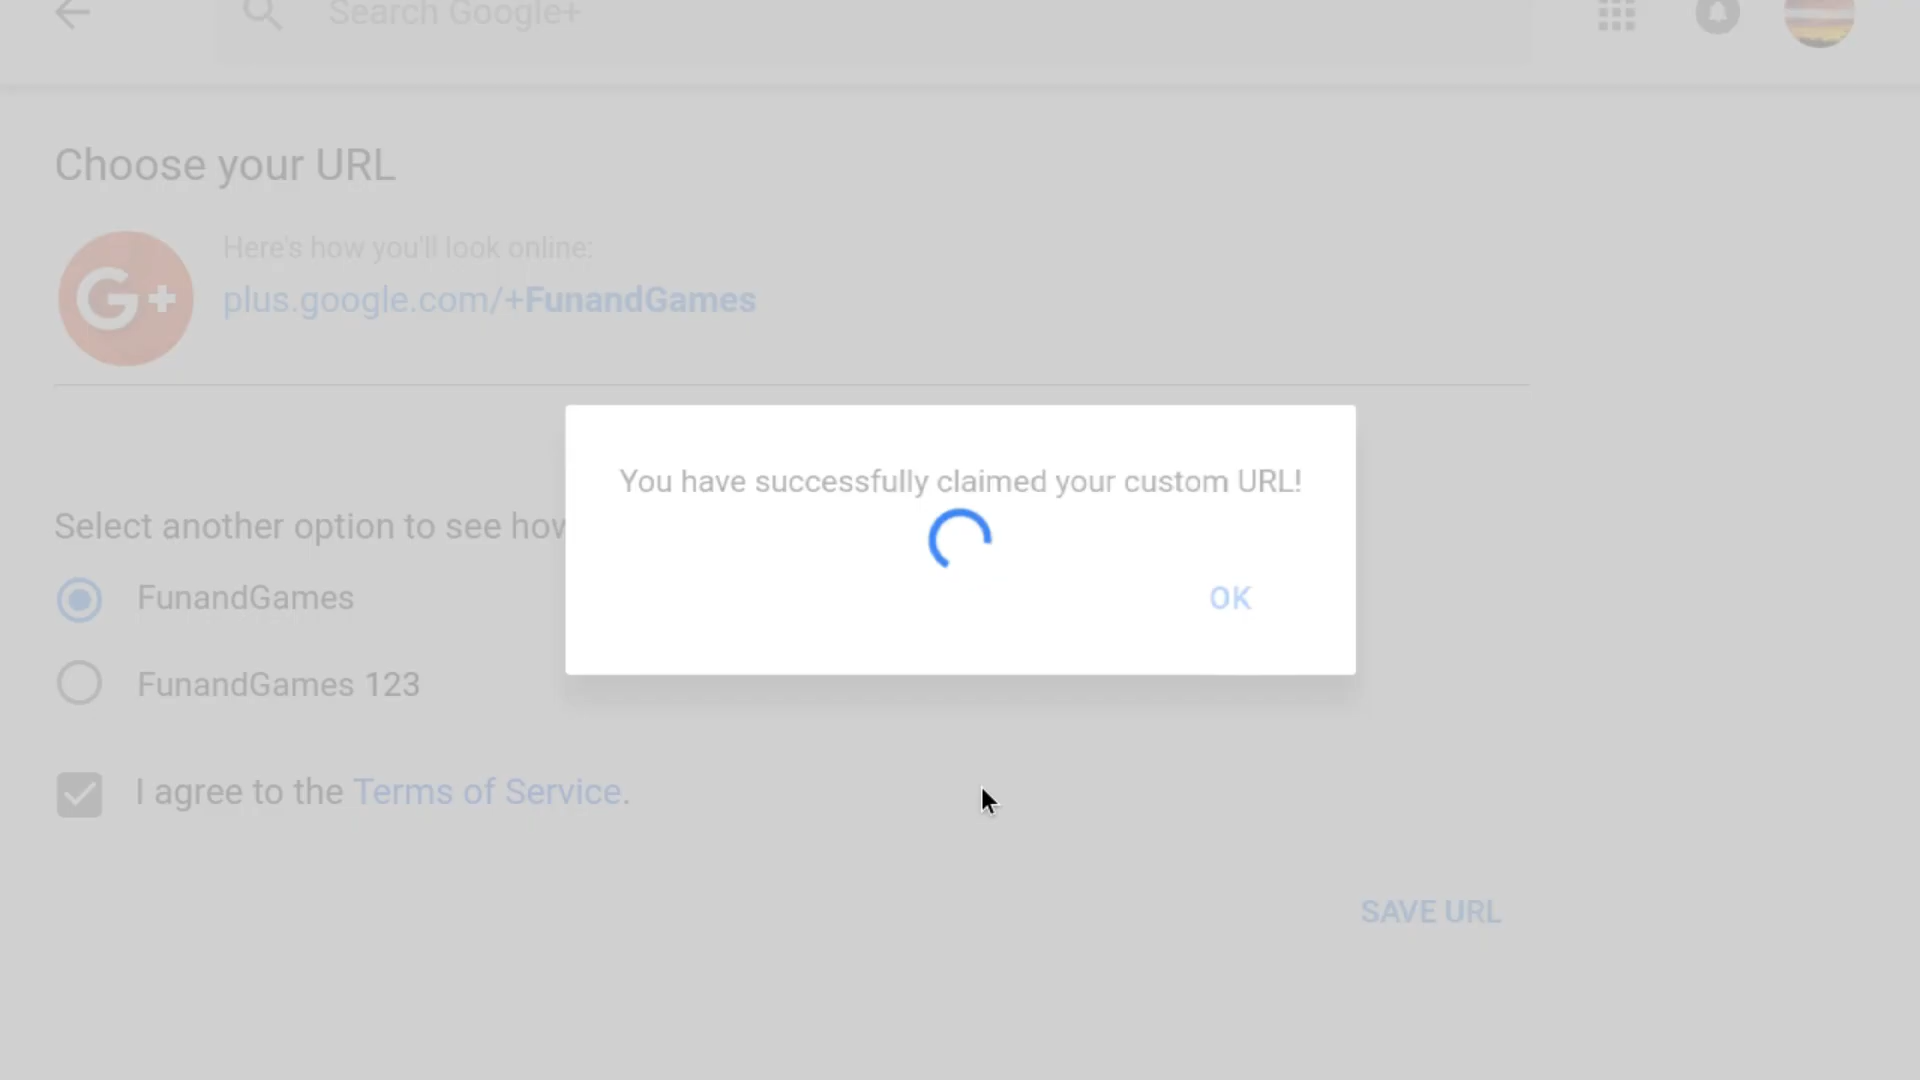 Search Google+
Choose your URL
Here's how you'll look online:
G+
plus.google.com/+FunandGames
You have successfully claimed your custom URL!
Select another option to see how
OK
FunandGames
FunandGames 123
I agree to the Terms of Service.
SAVE URL